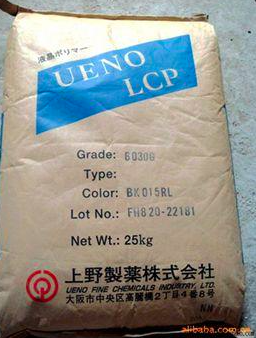 液晶ポリマー
UENO
LCP
Grade: 6030G
Type:
Color: BK015RL
Lot No.: FH820-22181
Net Wt.: 25kg
上野製薬株式会社
UENO FINE CHEMICALS INDUSTRY, LTD.
大阪市中央区高麗橋2丁目4番8号
NM
alibaba.com.cn